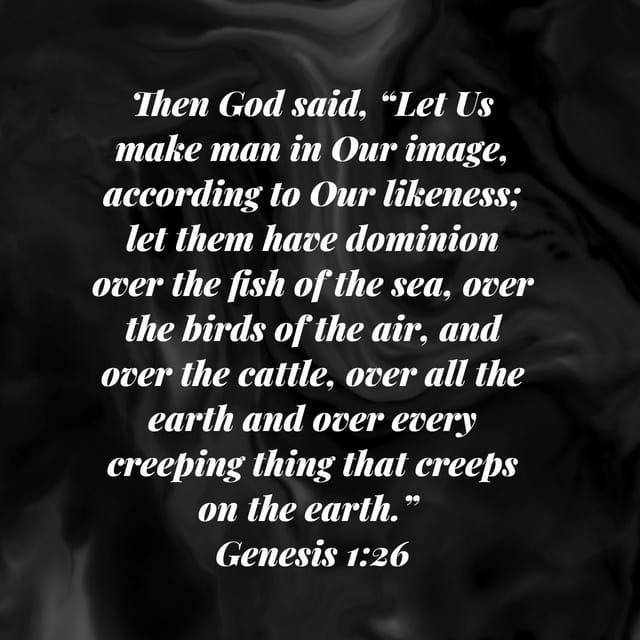 Then God said, “Let Us
make man in Our image,
according to Our likeness;
let them have dominion
over the fish of the sea, over
the birds of the air, and
over the cattle, over all the
earth and over every
creeping thing that creeps
on the earth.”
Genesis 1:26